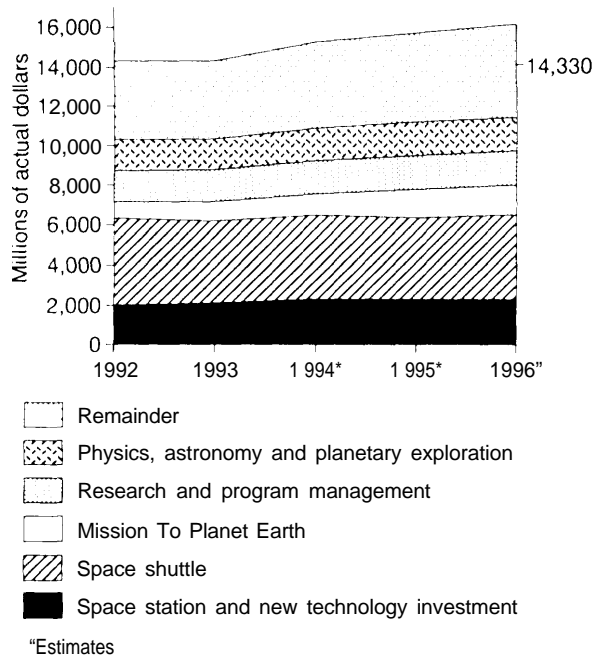 Millions of actual dollars
16,000
14,000
12,000
10,000
8,000
6,000
4,000
2,000
0
14,330
1992 1993 1 994* 1 995* 1996”
Remainder
Physics, astronomy and planetary exploration
Research and program management
Mission To Planet Earth
Space shuttle
Space station and new technology investment
“Estimates